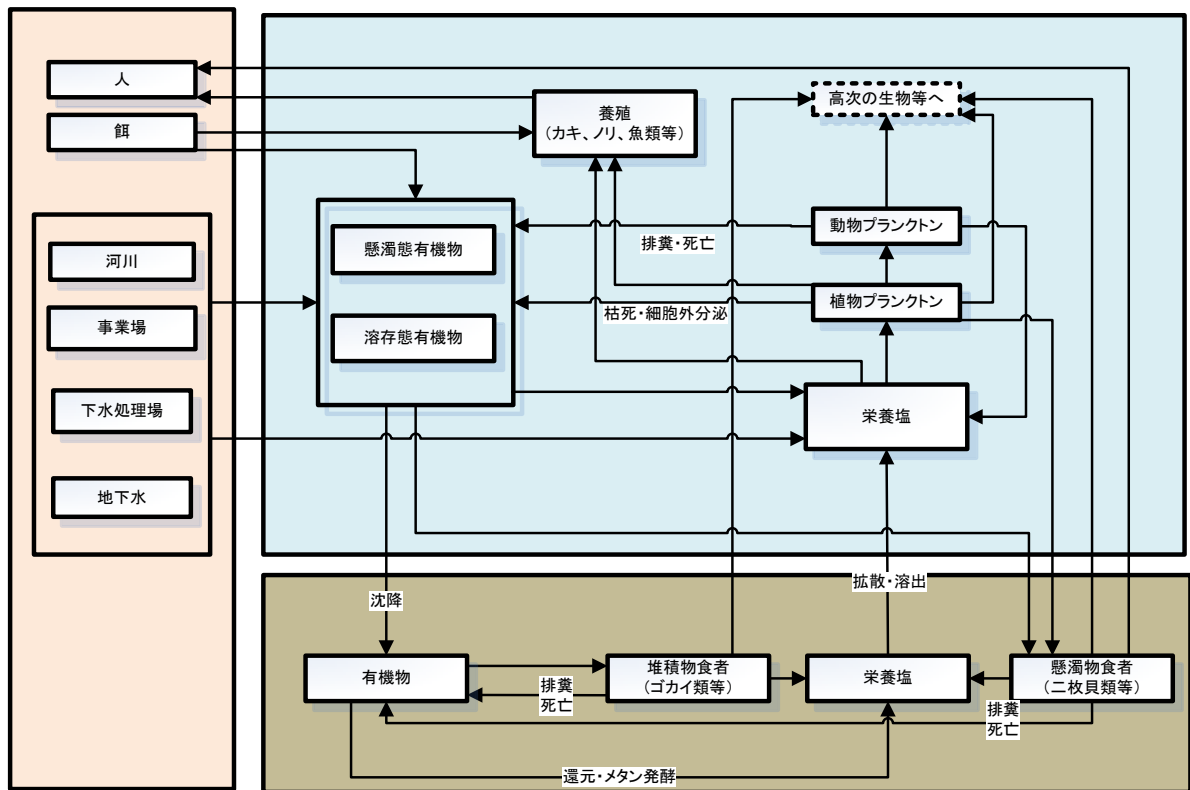 人
餌
河川
事業場
下水処理場
地下水
養殖
(カキ、ノリ、魚類等)
高次の生物等へ
懸濁態有機物
溶存態有機物
動物プランクトン
排糞・死亡
植物プランクトン
枯死・細胞外分泌
栄養塩
沈降
拡散・溶出
有機物
堆積物食者
(ゴカイ類等)
栄養塩
懸濁物食者
(二枚貝類等)
排糞
死亡
排糞
死亡
還元・メタン発酵